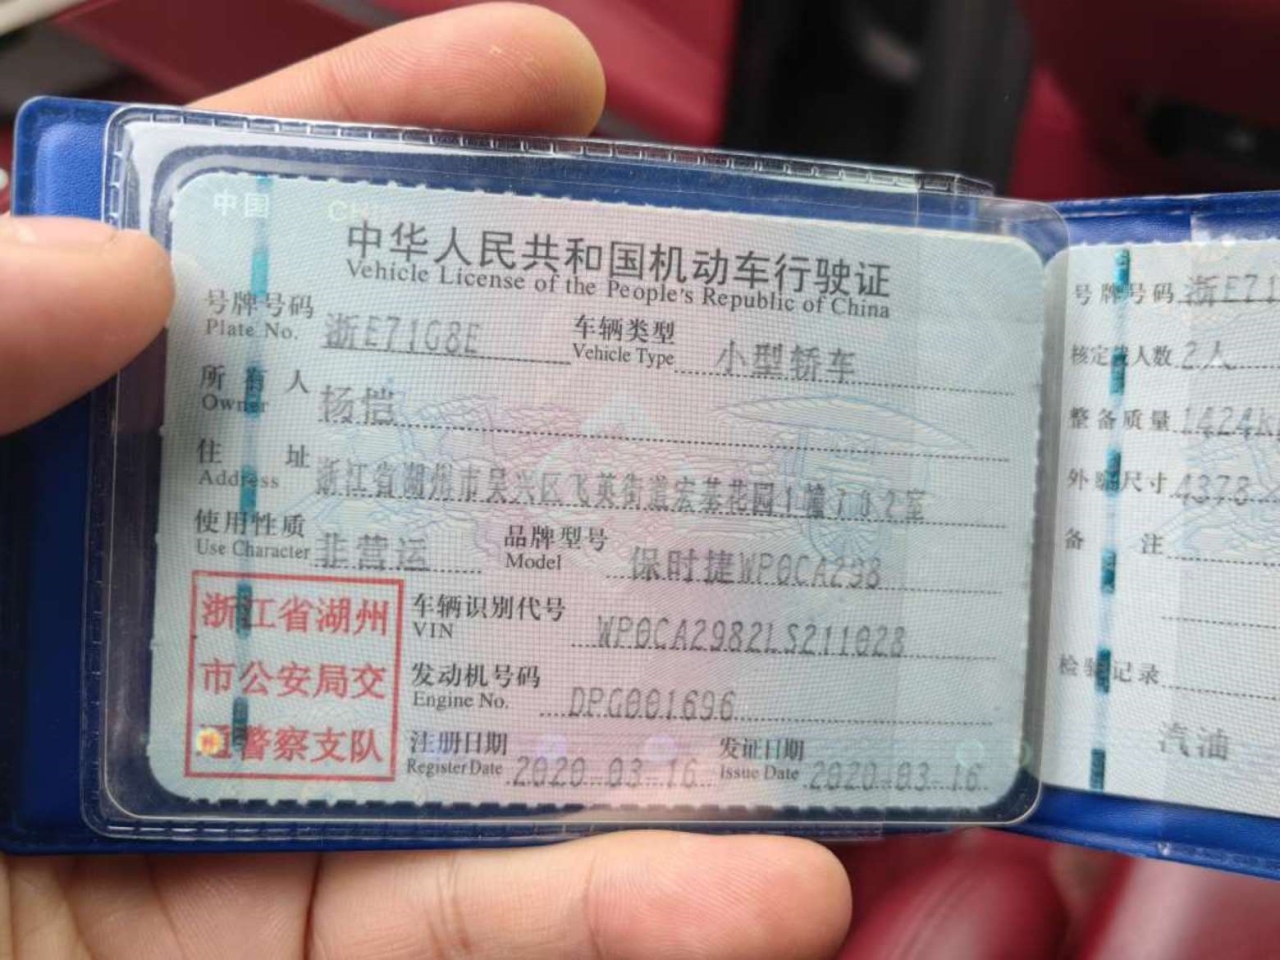 中国 CHINA
中华人民共和国机动车行驶证
Vehicle License of the People's Republic of China
号牌号码 浙E71G8E 车辆类型 小型轿车
Plate No. Vehicle Type
所有人 杨恺
Owner
住址 浙江省湖州市吴兴区飞英街道宏基花园1幢702室
Address
使用性质 非营运 品牌型号 保时捷WP0CA298
Use Character Model
浙江省湖州
市公安局交
通警察支队
车辆识别代号 WP0CA2982LS211028
VIN
发动机号码 DPG001696
Engine No.
注册日期 2020-03-16 发证日期 2020-03-16
Register Date Issue Date
号牌号码 浙E71
核定载人数 2人
整备质量 1424k
外廓尺寸 4378
备注
检验记录
汽油